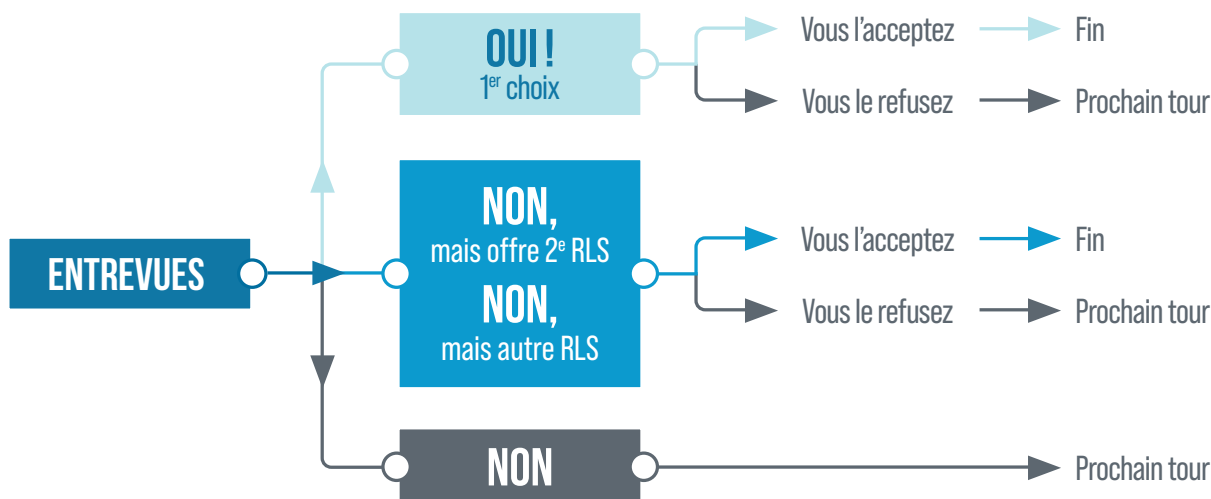 ENTREVUES
OUI !
1er choix
Vous l'acceptez
Fin
Vous le refusez
Prochain tour
NON,
mais offre 2e RLS
NON,
mais autre RLS
Vous l'acceptez
Fin
Vous le refusez
Prochain tour
NON
Prochain tour